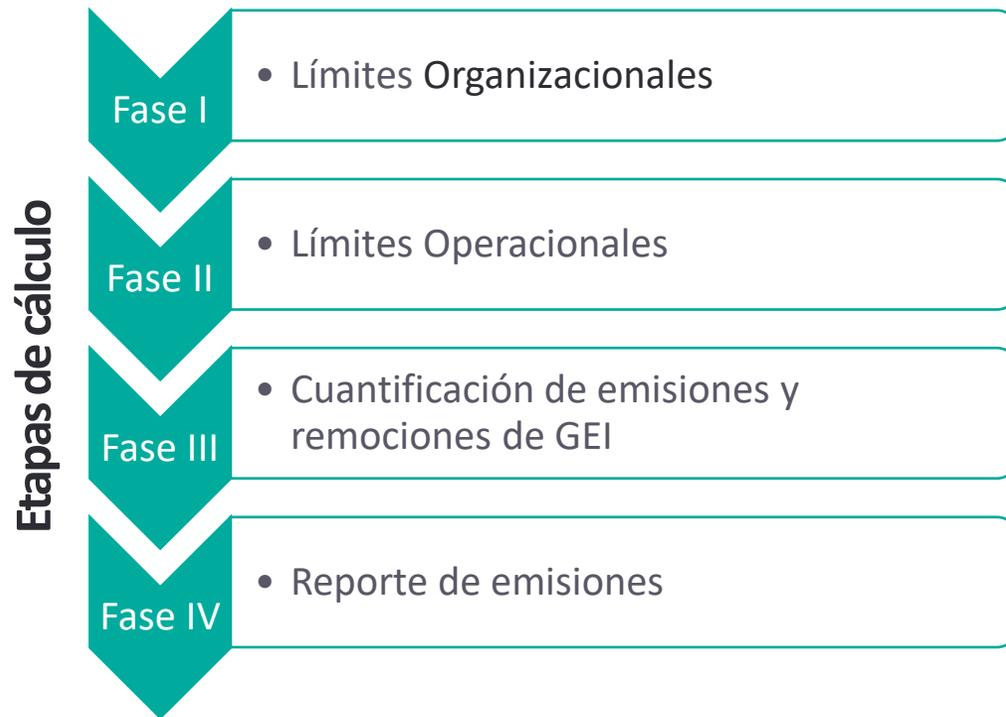 Etapas de cálculo
Fase I
• Límites Organizacionales
Fase II
• Límites Operacionales
Fase III
• Cuantificación de emisiones y
remociones de GEI
Fase IV
• Reporte de emisiones